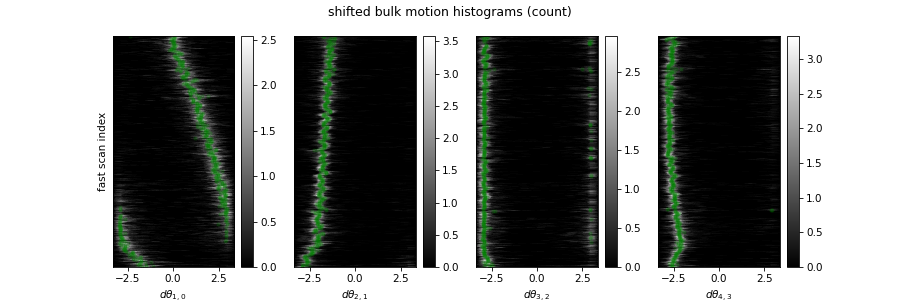 shifted bulk motion histograms (count)
fast scan index
2.5
2.0
1.5
1.0
0.5
0.0
−2.5 0.0 2.5
dθ1,0
3.5
3.0
2.5
2.0
1.5
1.0
0.5
0.0
−2.5 0.0 2.5
dθ2,1
2.5
2.0
1.5
1.0
0.5
0.0
−2.5 0.0 2.5
dθ3,2
3.0
2.5
2.0
1.5
1.0
0.5
0.0
−2.5 0.0 2.5
dθ4,3